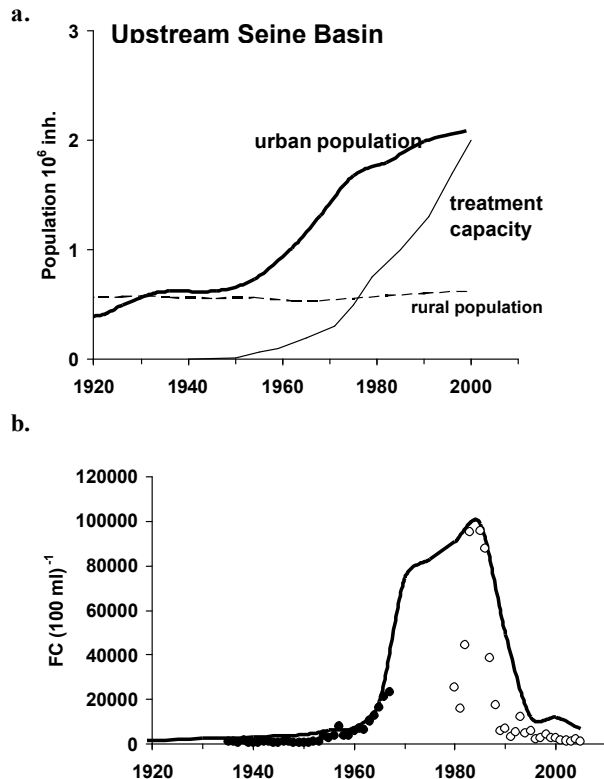 a.
Upstream Seine Basin
3
2
1
0
Population 10⁶ inh.
urban population
treatment
capacity
rural population
1920 1940 1960 1980 2000
b.
120000
100000
80000
60000
40000
20000
0
FC (100 ml)⁻¹
1920 1940 1960 1980 2000